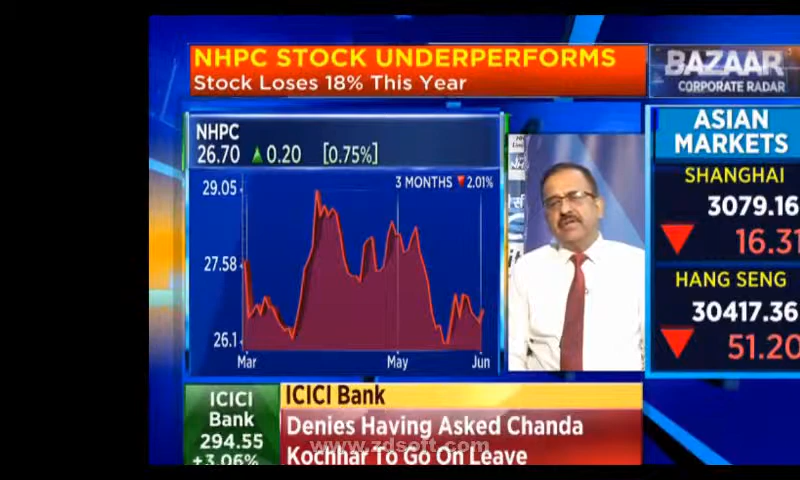 NHPC STOCK UNDERPERFORMS
Stock Loses 18% This Year
BAZAAR
CORPORATE RADAR
NHPC
26.70 ▲ 0.20 [0.75%]
3 MONTHS ▼ 2.01%
29.05
27.58
26.1
Mar May Jun
ASIAN
MARKETS
SHANGHAI
3079.16
▼ 16.31
HANG SENG
30417.36
▼ 51.20
ICICI
Bank
294.55
+3.06%
ICICI Bank
Denies Having Asked Chanda
Kochhar To Go On Leave
www.zdsoft.com